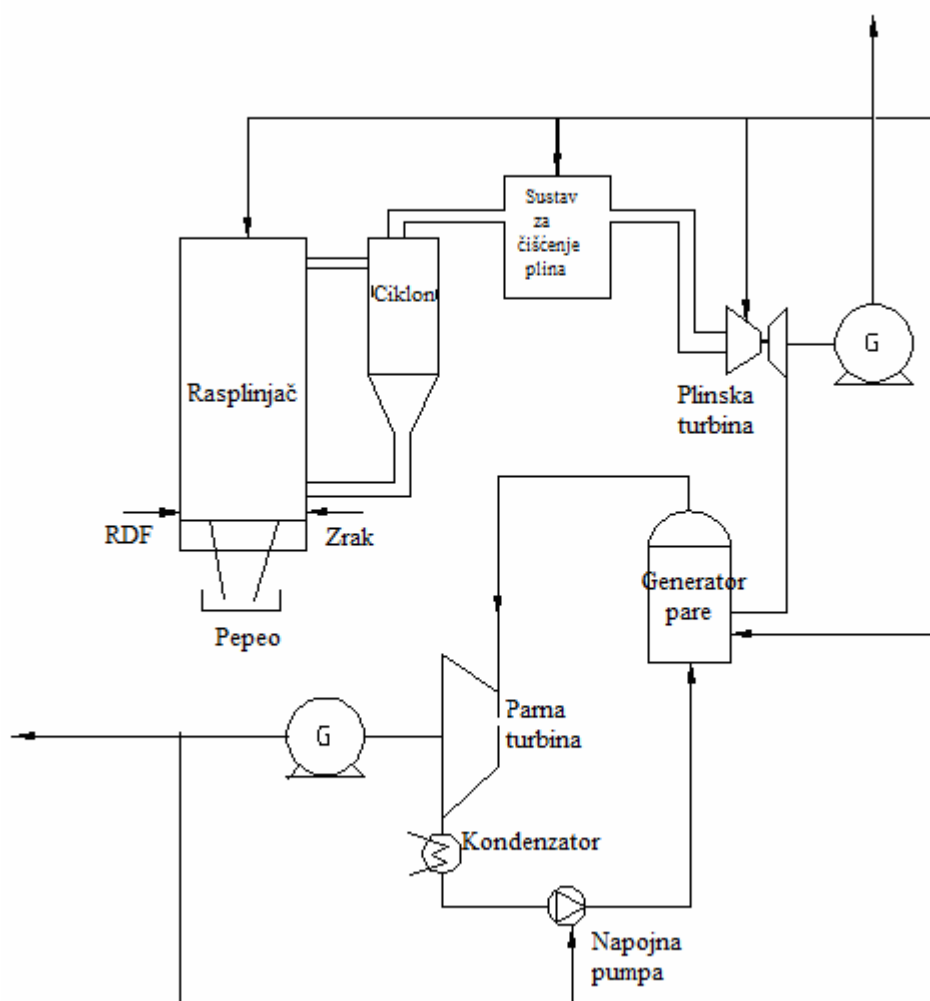 Sustav
za
čišćenje
plina
Ciklon
Rasplinjač
G
Plinska
turbina
RDF
Zrak
Generator
pare
Pepeo
Parna
turbina
G
Kondenzator
Napojna
pumpa